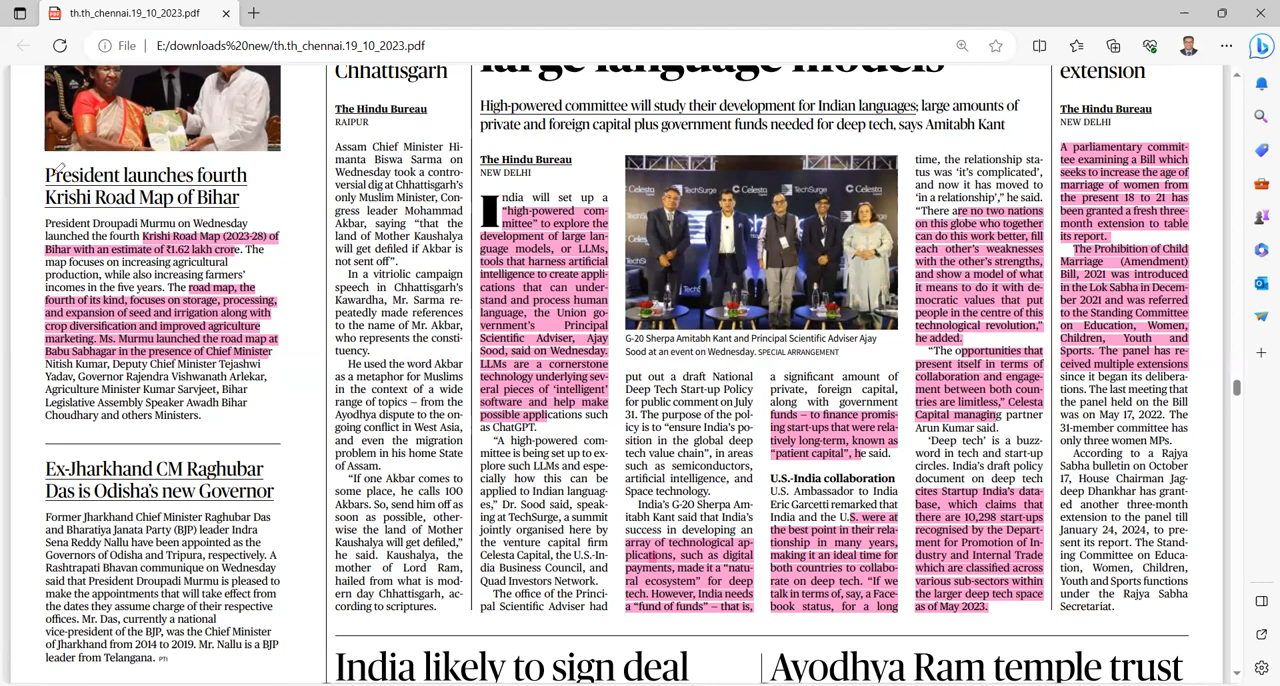 th.th_chennai.19_10_2023.pdf
File
E:/downloads%20new/th.th_chennai.19_10_2023.pdf
President launches fourth
Krishi Road Map of Bihar
President Droupadi Murmu on Wednesday
launched the fourth Krishi Road Map (2023-28) of
Bihar with an estimate of ₹1.62 lakh crore. The
map focuses on increasing agricultural
production, while also increasing farmers'
incomes in the five years. The road map, the
fourth of its kind, focuses on storage, processing,
and expansion of seed and irrigation along with
crop diversification and improved agriculture
marketing. Ms. Murmu launched the road map at
Babu Sabhagar in the presence of Chief Minister
Nitish Kumar, Deputy Chief Minister Tejashwi
Yadav, Governor Rajendra Vishwanath Arlekar,
Agriculture Minister Kumar Sarvjeet, Bihar
Legislative Assembly Speaker Awadh Bihar
Choudhary and others Ministers.
Ex-Jharkhand CM Raghubar
Das is Odisha's new Governor
Former Jharkhand Chief Minister Raghubar Das
and Bharatiya Janata Party (BJP) leader Indra
Sena Reddy Nallu have been appointed as the
Governors of Odisha and Tripura, respectively. A
Rashtrapati Bhavan communique on Wednesday
said that President Droupadi Murmu is pleased to
make the appointments that will take effect from
the dates they assume charge of their respective
offices. Mr. Das, currently a national
vice-president of the BJP, was the Chief Minister
of Jharkhand from 2014 to 2019. Mr. Nallu is a BJP
leader from Telangana. PTI
Chhattisgarh
The Hindu Bureau
RAIPUR
Assam Chief Minister Hi-
manta Biswa Sarma on
Wednesday took a contro-
versial dig at Chhattisgarh's
only Muslim Minister, Con-
gress leader Mohammad
Akbar, saying "that the
land of Mother Kaushalya
will get defiled if Akbar is
not sent off".
In a vitriolic campaign
speech in Chhattisgarh's
Kawardha, Mr. Sarma re-
peatedly made references
to the name of Mr. Akbar,
who represents the consti-
tuency.
He used the word Akbar
as a metaphor for Muslims
in the context of a wide
range of topics – from the
Ayodhya dispute to the on-
going conflict in West Asia,
and even the migration
problem in his home State
of Assam.
"If one Akbar comes to
some place, he calls 100
Akbars. So, send him off as
soon as possible, other-
wise the land of Mother
Kaushalya will get defiled,"
he said. Kaushalya, the
mother of Lord Ram,
hailed from what is mod-
ern day Chhattisgarh, ac-
cording to scriptures.
large language models
High-powered committee will study their development for Indian languages; large amounts of
private and foreign capital plus government funds needed for deep tech, says Amitabh Kant
The Hindu Bureau
NEW DELHI
India will set up a
"high-powered com-
mittee" to explore the
development of large lan-
guage models, or LLMs,
tools that harness artificial
intelligence to create appli-
cations that can under-
stand and process human
language, the Union go-
vernment's Principal
Scientific Adviser, Ajay
Sood, said on Wednesday.
LLMs are a cornerstone
technology underlying sev-
eral pieces of 'intelligent'
software and help make
possible applications such
as ChatGPT.
"A high-powered com-
mittee is being set up to ex-
plore such LLMs and espe-
cially how this can be
applied to Indian languag-
es," Dr. Sood said, speak-
ing at TechSurge, a summit
jointly organised here by
the venture capital firm
Celesta Capital, the U.S.-In-
dia Business Council, and
Quad Investors Network.
The office of the Princi-
pal Scientific Adviser had
TechSurge
Celesta
TechSurge
Celesta
G-20 Sherpa Amitabh Kant and Principal Scientific Adviser Ajay
Sood at an event on Wednesday. SPECIAL ARRANGEMENT
put out a draft National
Deep Tech Start-up Policy
for public comment on July
31. The purpose of the pol-
icy is to "ensure India's po-
sition in the global deep
tech value chain", in areas
such as semiconductors,
artificial intelligence, and
Space technology.
India's G-20 Sherpa Am-
itabh Kant said that India's
success in developing an
array of technological ap-
plications, such as digital
payments, made it a "natu-
ral ecosystem" for deep
tech. However, India needs
a "fund of funds" – that is,
a significant amount of
private, foreign capital,
along with government
funds – to finance promis-
ing start-ups that were rela-
tively long-term, known as
"patient capital", he said.
U.S.-India collaboration
U.S. Ambassador to India
Eric Garcetti remarked that
India and the U.S. were at
the best point in their rela-
tionship in many years,
making it an ideal time for
both countries to collabo-
rate on deep tech. "If we
talk in terms of, say, a Face-
book status, for a long
time, the relationship sta-
tus was 'it's complicated',
and now it has moved to
'in a relationship'," he said.
"There are no two nations
on this globe who together
can do this work better, fill
each other's weaknesses
with the other's strengths,
and show a model of what
it means to do it with de-
mocratic values that put
people in the centre of this
technological revolution,"
he added.
"The opportunities that
present itself in terms of
collaboration and engage-
ment between both coun-
tries are limitless," Celesta
Capital managing partner
Arun Kumar said.
'Deep tech' is a buzz-
word in tech and start-up
circles. India's draft policy
document on deep tech
cites Startup India's data-
base, which claims that
there are 10,298 start-ups
recognised by the Depart-
ment for Promotion of In-
dustry and Internal Trade
which are classified across
various sub-sectors within
the larger deep tech space
as of May 2023.
extension
The Hindu Bureau
NEW DELHI
A parliamentary commit-
tee examining a Bill which
seeks to increase the age of
marriage of women from
the present 18 to 21 has
been granted a fresh three-
month extension to table
its report.
The Prohibition of Child
Marriage (Amendment)
Bill, 2021 was introduced
in the Lok Sabha in Decem-
ber 2021 and was referred
to the Standing Committee
on Education, Women,
Children, Youth and
Sports. The panel has re-
ceived multiple extensions
since it began its delibera-
tions. The last meeting that
the panel held on the Bill
was on May 17, 2022. The
31-member committee has
only three women MPs.
According to a Rajya
Sabha bulletin on October
17, House Chairman Jag-
deep Dhankhar has grant-
ed another three-month
extension to the panel till
January 24, 2024, to pre-
sent its report. The Stand-
ing Committee on Educa-
tion, Women, Children,
Youth and Sports functions
under the Rajya Sabha
Secretariat.
India likely to sign deal
Ayodhya Ram temple trust